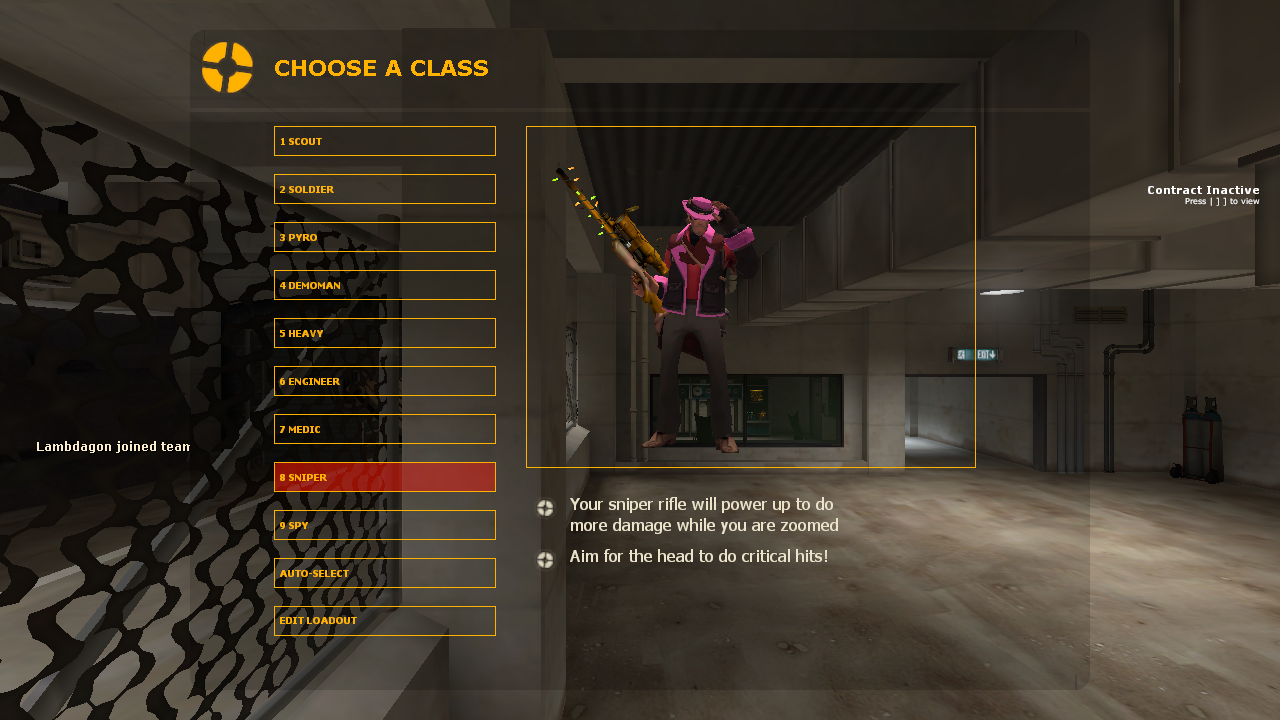 CHOOSE A CLASS
1 SCOUT
2 SOLDIER
3 PYRO
4 DEMOMAN
5 HEAVY
6 ENGINEER
7 MEDIC
8 SNIPER
9 SPY
AUTO-SELECT
EDIT LOADOUT
Your sniper rifle will power up to do
more damage while you are zoomed
Aim for the head to do critical hits!
Lambdagon joined team
Contract Inactive
Press [ ] ] to view
EXIT